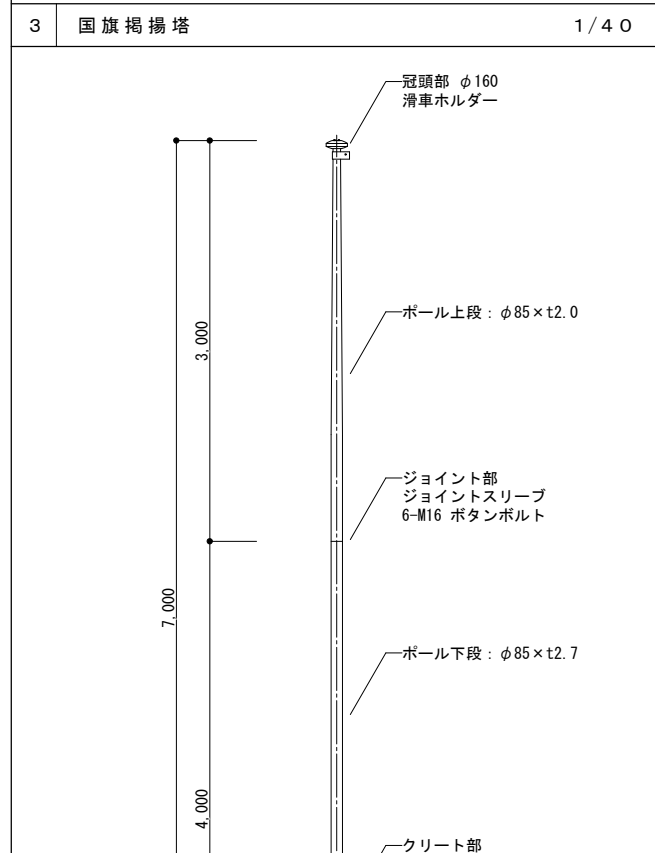 3 国旗掲揚塔 1/40
冠頭部 φ160
滑車ホルダー
ポール上段：φ85×t2.0
3,000
ジョイント部
ジョイントスリーブ
6-M16 ボタンボルト
7,000
ポール下段：φ85×t2.7
4,000
クリート部